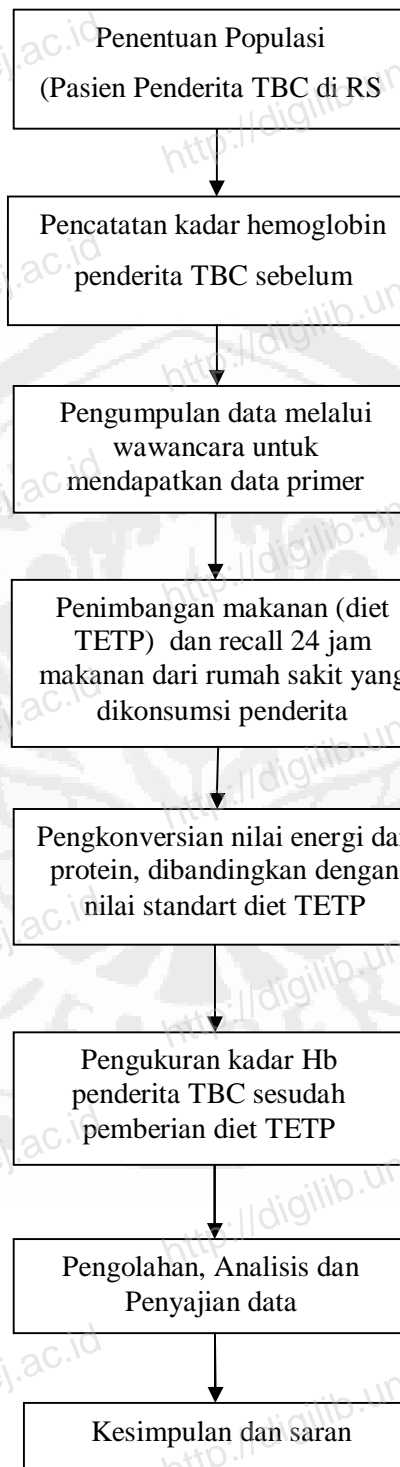 Penentuan Populasi
(Pasien Penderita TBC di RS
Pencatatan kadar hemoglobin
penderita TBC sebelum
Pengumpulan data melalui
wawancara untuk
mendapatkan data primer
Penimbangan makanan (diet
TETP) dan recall 24 jam
makanan dari rumah sakit yang
dikonsumsi penderita
Pengkonversian nilai energi dan
protein, dibandingkan dengan
nilai standart diet TETP
Pengukuran kadar Hb
penderita TBC sesudah
pemberian diet TETP
Pengolahan, Analisis dan
Penyajian data
Kesimpulan dan saran